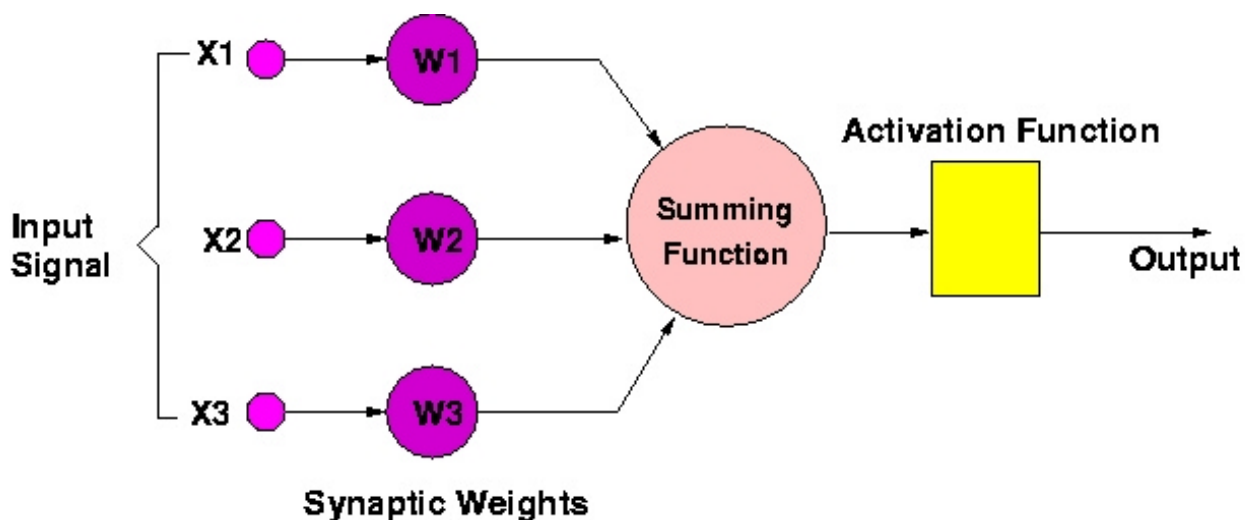 X1
W1
Activation Function
Input
Signal
X2
W2
Summing
Function
Output
X3
W3
Synaptic Weights